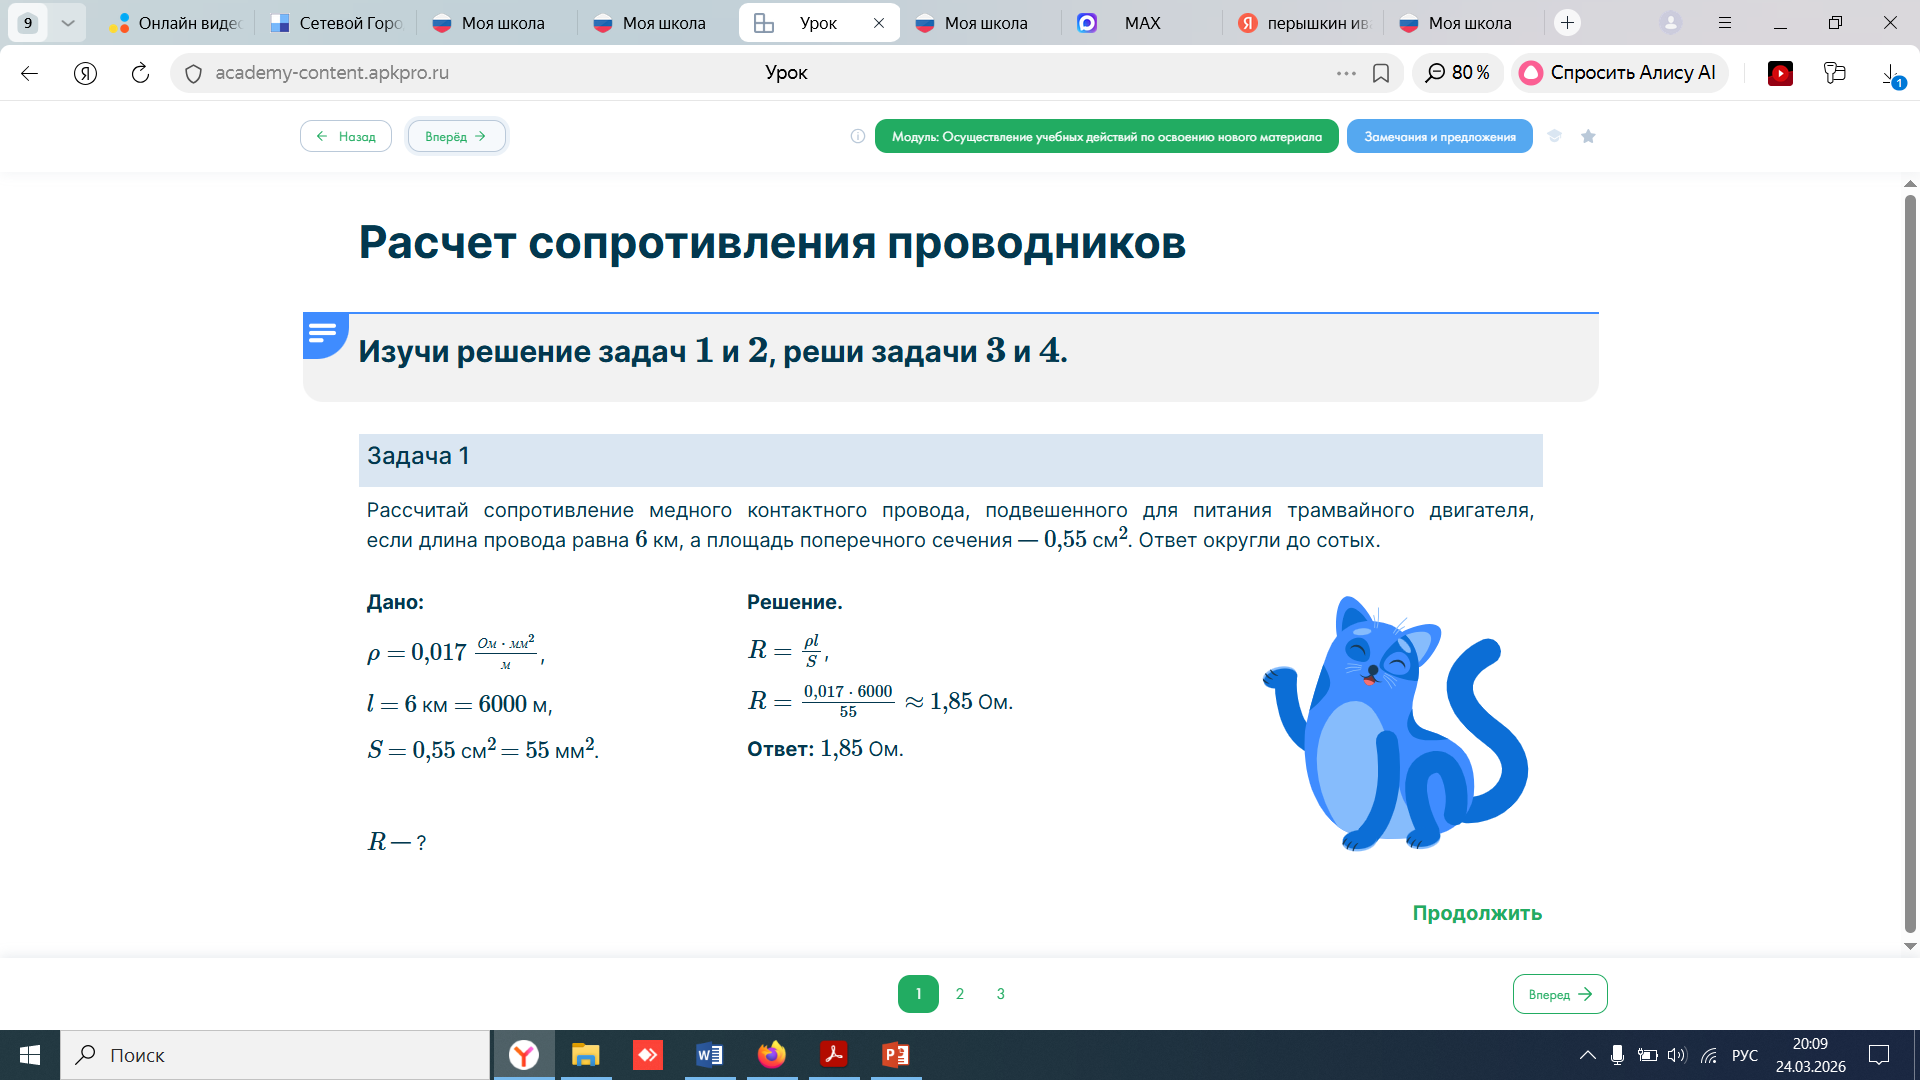 9
Онлайн видео
Сетевой Горо
Моя школа
Моя школа
Урок
Моя школа
MAX
перышкин ива
Моя школа
academy-content.apkpro.ru
Урок
80 %
Спросить Алису AI
1
Назад
Вперёд
Модуль: Осуществление учебных действий по освоению нового материала
Замечания и предложения
Расчет сопротивления проводников
Изучи решение задач 1 и 2, реши задачи 3 и 4.
Задача 1
Рассчитай сопротивление медного контактного провода, подвешенного для питания трамвайного двигателя,
если длина провода равна 6 км, а площадь поперечного сечения — 0,55 см². Ответ округли до сотых.
Дано:
ρ = 0,017 Ом · мм² / м,
l = 6 км = 6000 м,
S = 0,55 см² = 55 мм².
R — ?
Решение.
R = ρl / S,
R = 0,017 · 6000 / 55 ≈ 1,85 Ом.
Ответ: 1,85 Ом.
Продолжить
1 2 3
Вперед
Поиск
РУС
20:09
24.03.2026